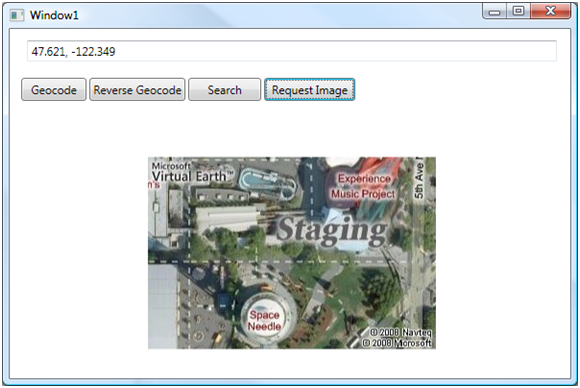 Window1
47.621, -122.349
Geocode
Reverse Geocode
Search
Request Image
Microsoft
Virtual Earth™
Experience
Music Project
5th Ave
Staging
Space
Needle
© 2008 Navteq
© 2008 Microsoft